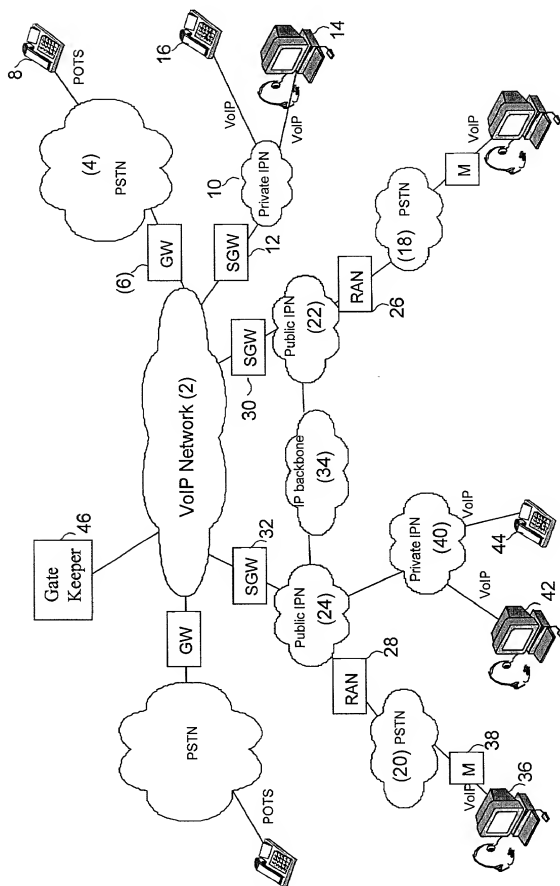 8
POTS
(4)
PSTN
16
VoIP
14
VoIP
10
Private IPN
(6)
GW
SGW
12
46
Gate
Keeper
VoIP Network (2)
GW
PSTN
POTS
SGW
30
SGW
32
Public IPN
(22)
RAN
26
PSTN
(18)
M
VoIP
IP backbone
(34)
Public IPN
(24)
RAN
28
Private IPN
(40)
VoIP
VoIP
44
42
PSTN
(20)
M
38
VoIP
36